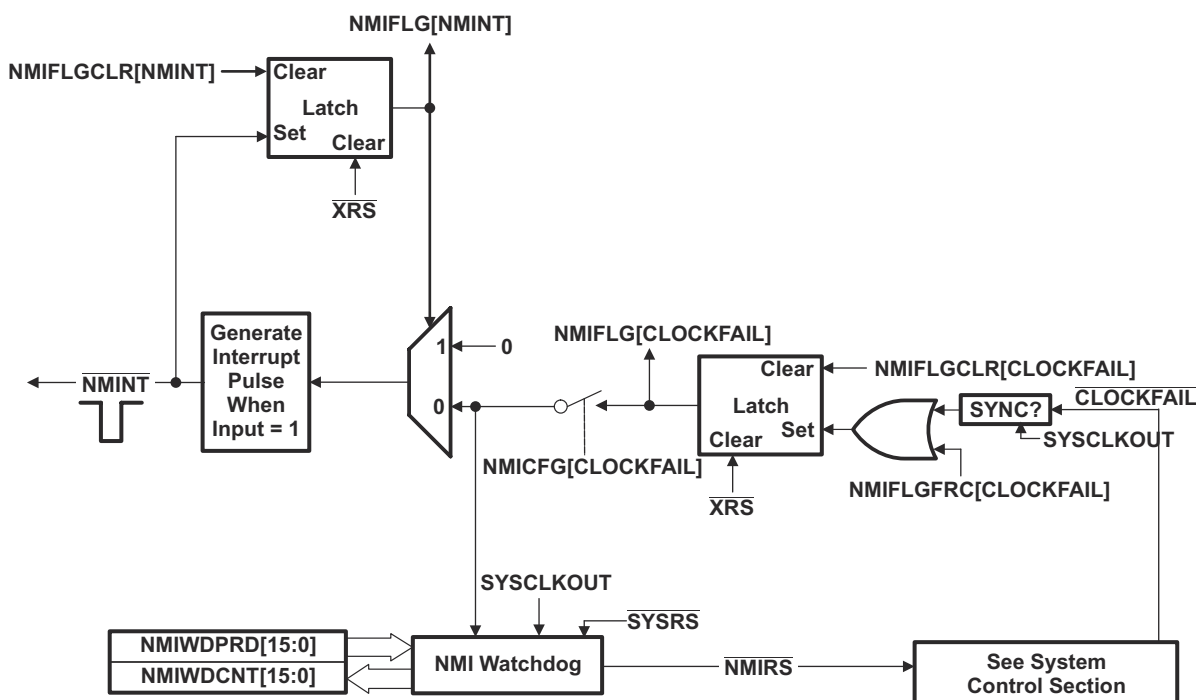 NMIFLG[NMINT]
NMIFLGCLR[NMINT]
Clear
Latch
Set
Clear
XRS
Generate
Interrupt
Pulse
When
Input = 1
NMINT
1
0
0
NMIFLG[CLOCKFAIL]
NMICFG[CLOCKFAIL]
Clear
Latch
Clear
Set
XRS
NMIFLGCLR[CLOCKFAIL]
CLOCKFAIL
SYNC?
SYSCLKOUT
NMIFLGFRC[CLOCKFAIL]
SYSCLKOUT
SYSRS
NMIWDPRD[15:0]
NMIWDCNT[15:0]
NMI Watchdog
NMIRS
See System
Control Section